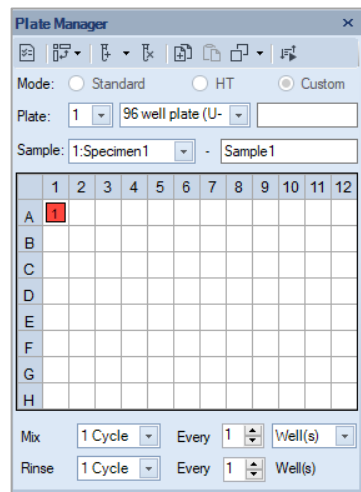 Plate Manager
Mode: Standard HT Custom
Plate: 1 96 well plate (U-
Sample: 1:Specimen1 - Sample1
1 2 3 4 5 6 7 8 9 10 11 12
A 1
B
C
D
E
F
G
H
Mix 1 Cycle Every 1 Well(s)
Rinse 1 Cycle Every 1 Well(s)